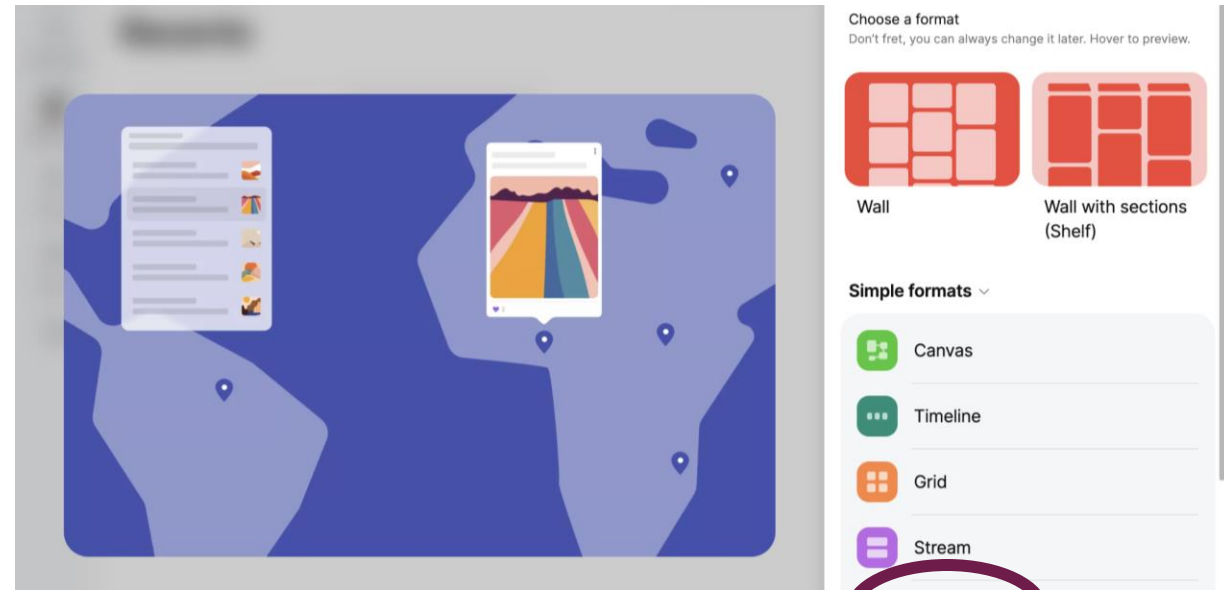 Choose a format
Don't fret, you can always change it later. Hover to preview.
Wall
Wall with sections
(Shelf)
Simple formats
Canvas
Timeline
Grid
Stream